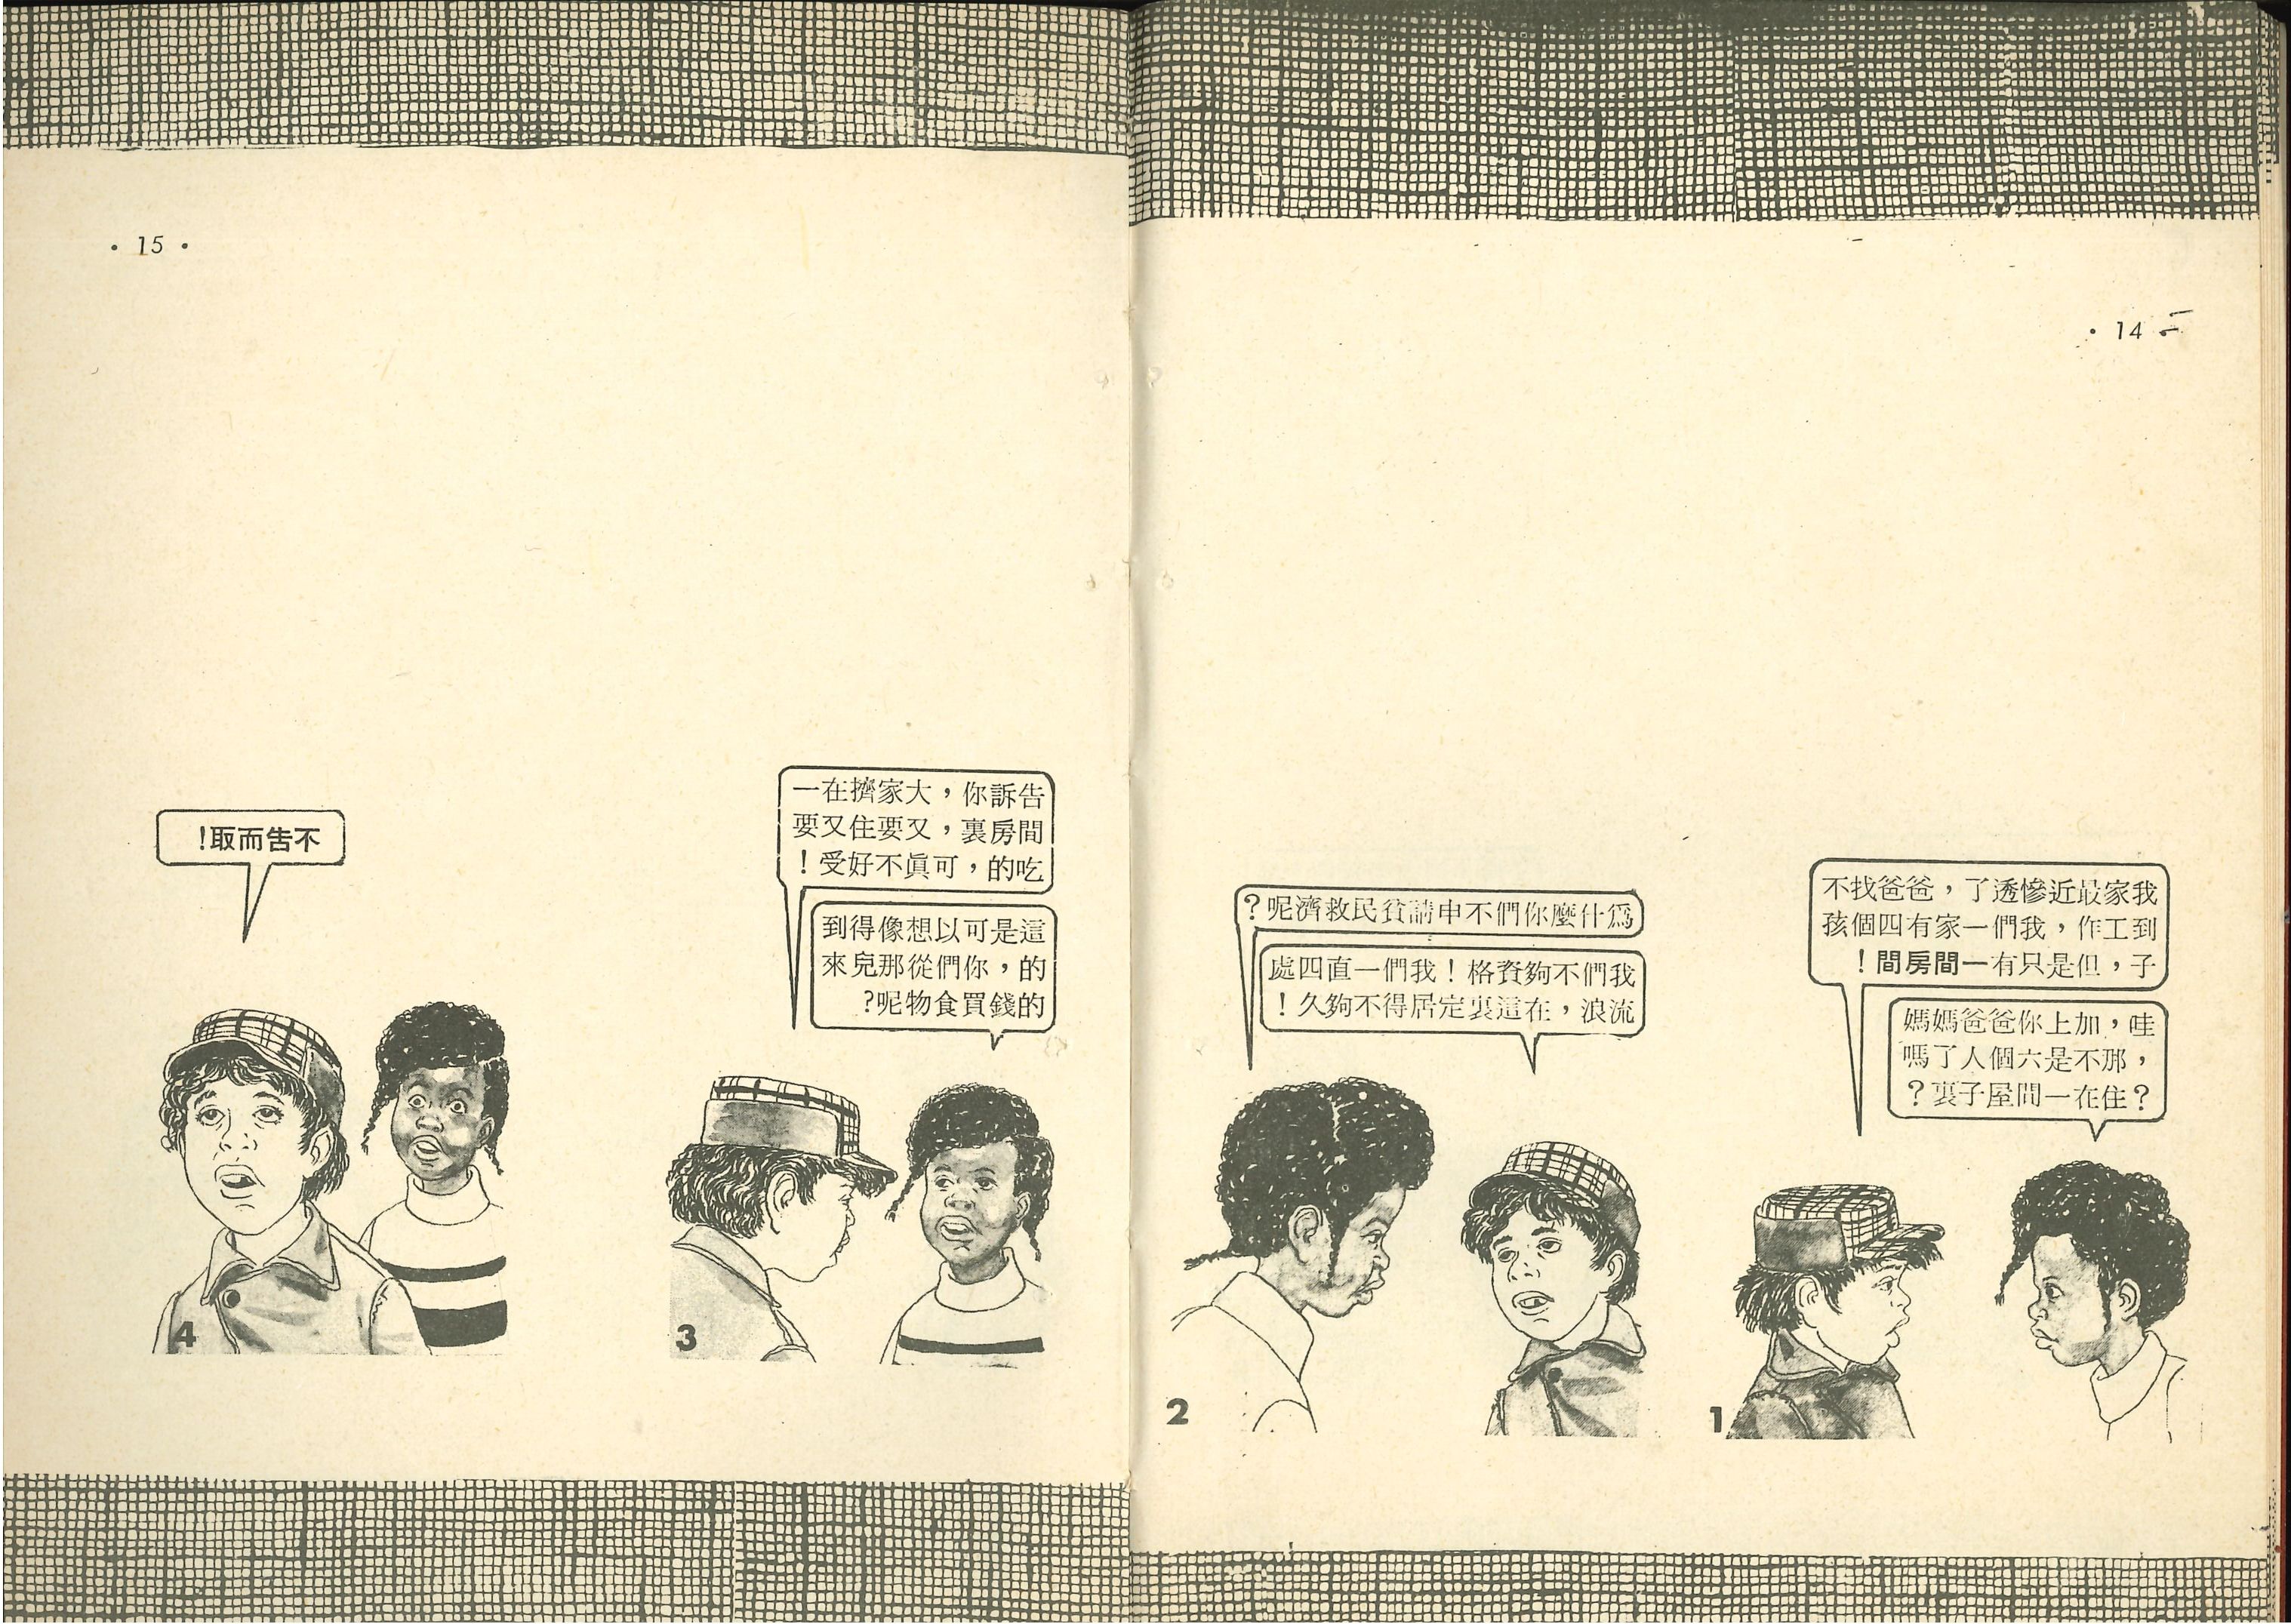 • 14 •
我家最近慘透了，爸爸找不
到工作，我們一家有四個孩
子，但是只有一間房間！
哇，加上你爸爸媽媽
，那不是六個人了嗎
？住在一間屋子裏？
1
爲什麼你們不申請貧民救濟呢？
我們不夠資格！我們一直四處
流浪，在這裏定居得不夠久！
2
• 15 •
告訴你，大家擠在一
間房裏，又要住又要
吃的，可眞不好受！
這是可以想像得到
的，你們從那兒來
的錢買食物呢?
3
不告而取!
4